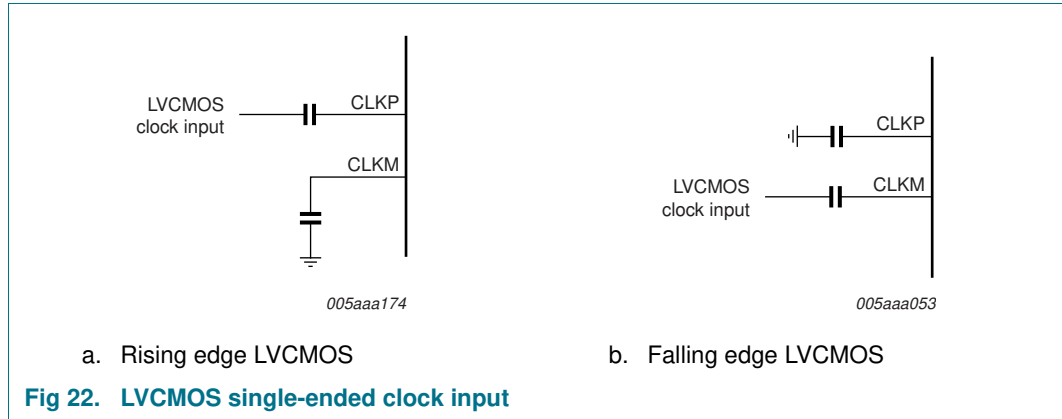 LVCMOS
clock input
CLKP
CLKM
005aaa174
a. Rising edge LVCMOS
CLKP
LVCMOS
clock input
CLKM
005aaa053
b. Falling edge LVCMOS
Fig 22. LVCMOS single-ended clock input